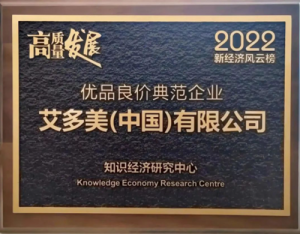 高质量发展
2022
新经济风云榜
优品良价典范企业
艾多美(中国)有限公司
知识经济研究中心
Knowledge Economy Research Centre